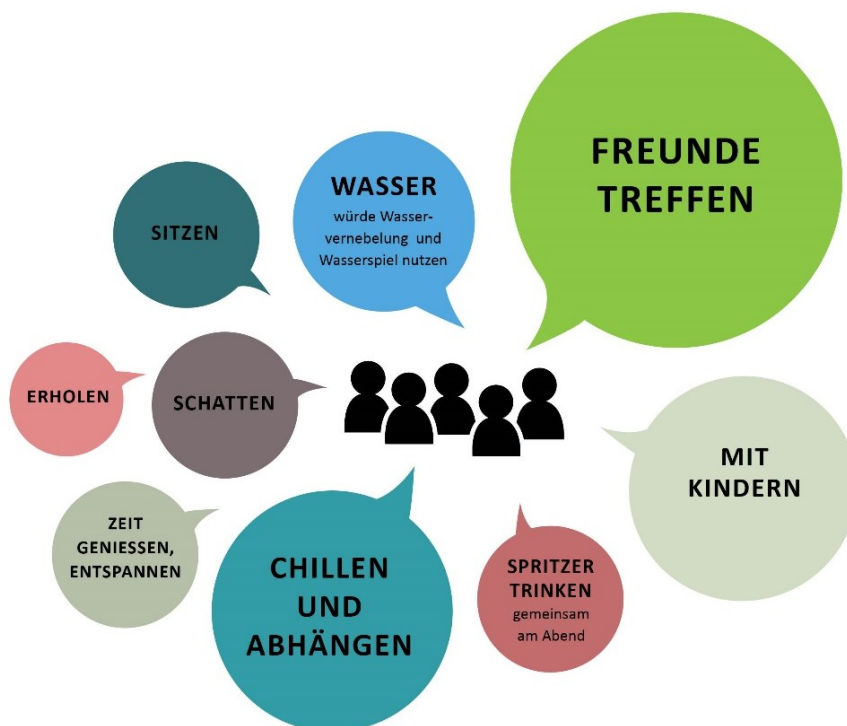 FREUNDE
TREFFEN
WASSER
würde Wasser-
vernebelung und
Wasserspiel nutzen
SITZEN
ERHOLEN
SCHATTEN
MIT
KINDERN
ZEIT
GENIESSEN,
ENTSPANNEN
CHILLEN
UND
ABHÄNGEN
SPRITZER
TRINKEN
gemeinsam
am Abend